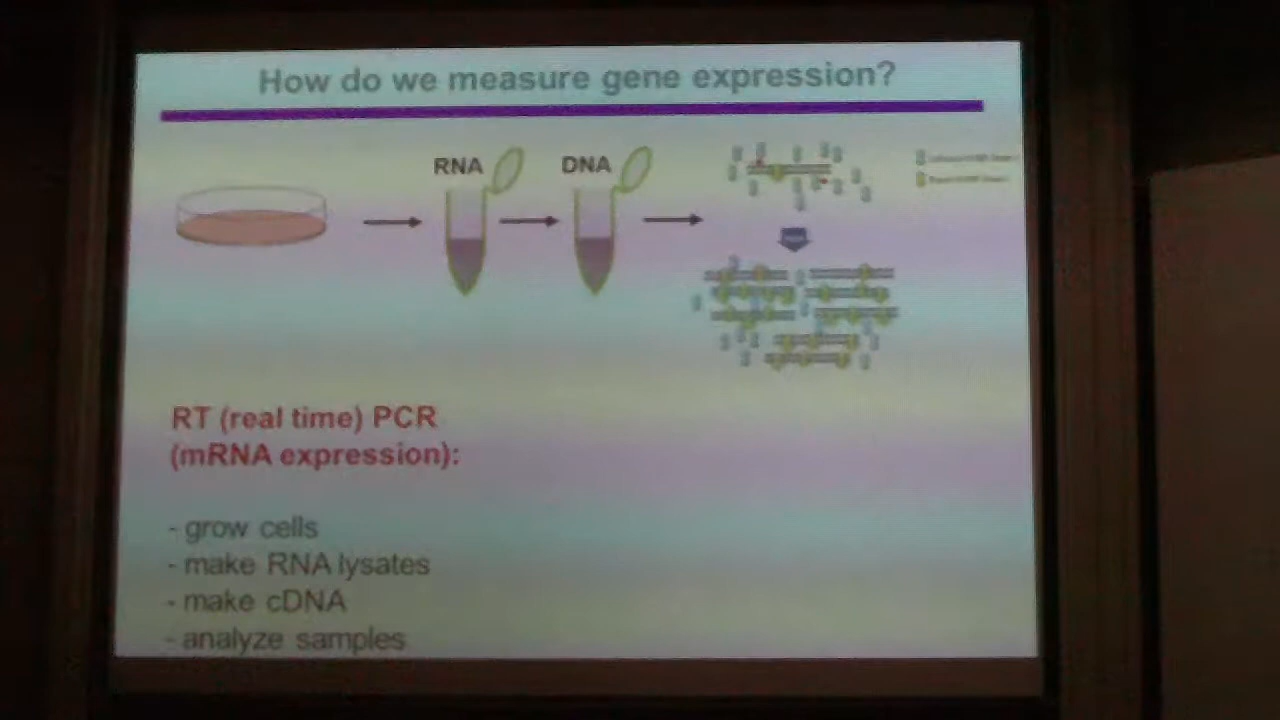 How do we measure gene expression?
RNA
DNA
RT (real time) PCR
(mRNA expression):
- grow cells
- make RNA lysates
- make cDNA
- analyze samples